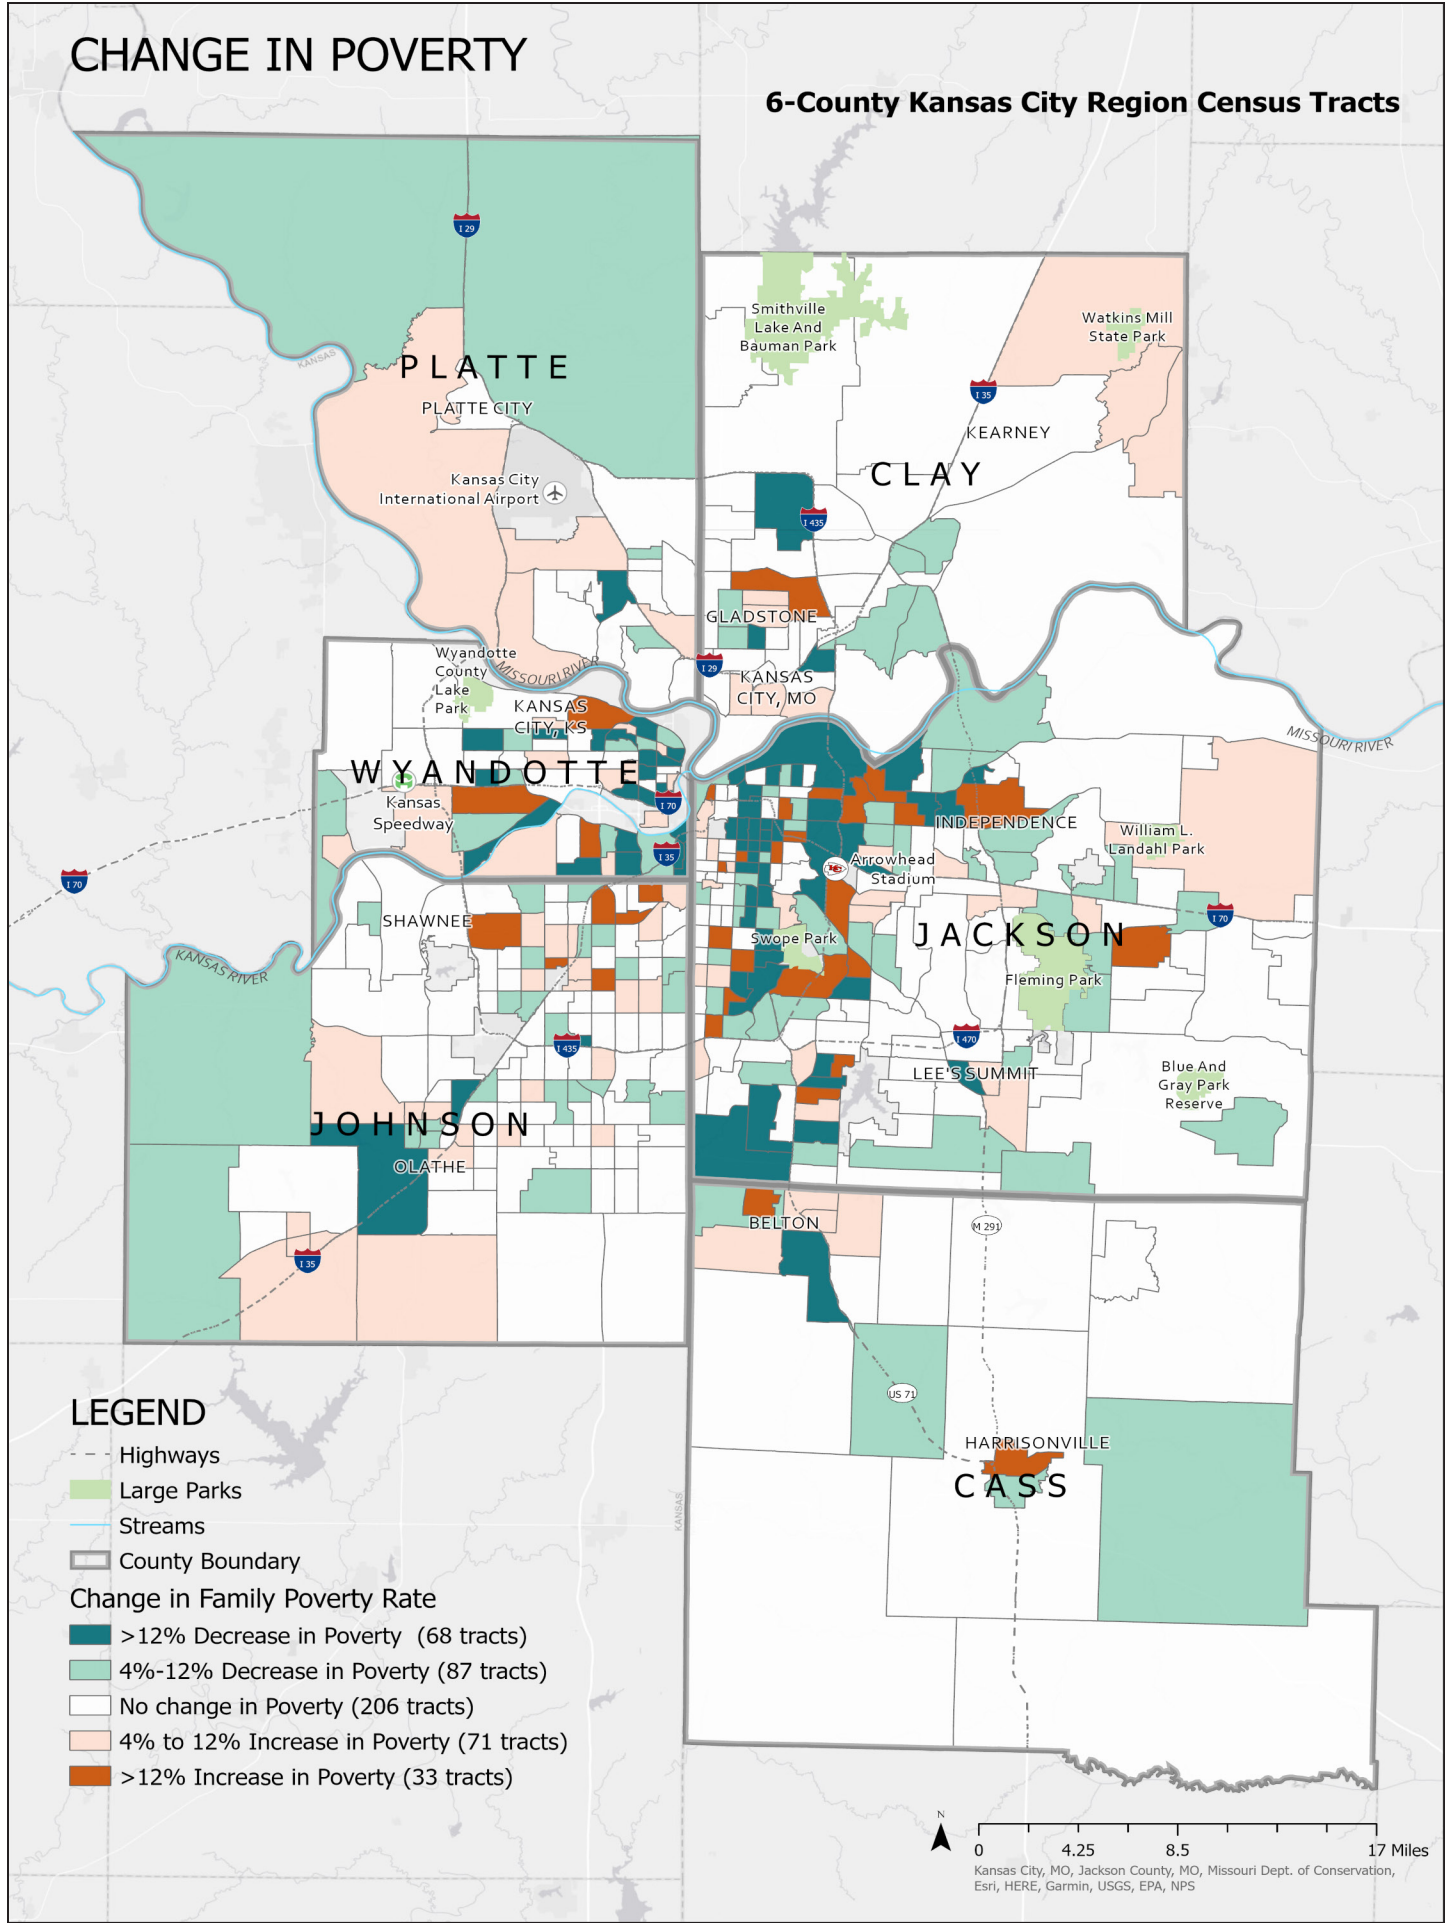 CHANGE IN POVERTY
6-County Kansas City Region Census Tracts
I 29
Smithville
Lake And
Bauman Park
Watkins Mill
State Park
KANSAS
PLATTE
PLATTE CITY
I 35
KEARNEY
CLAY
Kansas City
International Airport
I 435
GLADSTONE
Wyandotte
County
Lake
Park
MISSOURI RIVER
I 29
KANSAS
CITY, MO
KANSAS
CITY, KS
MISSOURI RIVER
WYANDOTTE
Kansas
Speedway
I 70
INDEPENDENCE
William L.
Landahl Park
I 35
Arrowhead
Stadium
I 70
I 70
SHAWNEE
JACKSON
Swope Park
KANSAS RIVER
Fleming Park
I 435
I 470
LEE'S SUMMIT
Blue And
Gray Park
Reserve
JOHNSON
OLATHE
BELTON
M 291
I 35
US 71
HARRISONVILLE
CASS
KANSAS
LEGEND
Highways
Large Parks
Streams
County Boundary
Change in Family Poverty Rate
>12% Decrease in Poverty (68 tracts)
4%-12% Decrease in Poverty (87 tracts)
No change in Poverty (206 tracts)
4% to 12% Increase in Poverty (71 tracts)
>12% Increase in Poverty (33 tracts)
N
0 4.25 8.5 17 Miles
Kansas City, MO, Jackson County, MO, Missouri Dept. of Conservation,
Esri, HERE, Garmin, USGS, EPA, NPS